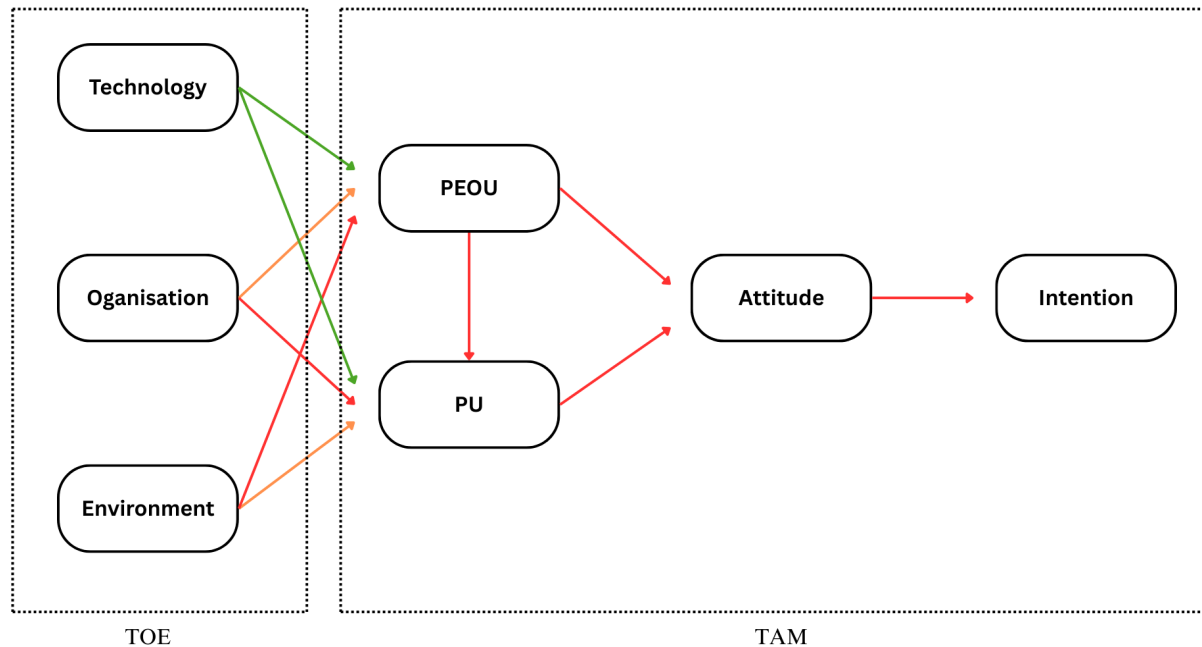 Technology
PEOU
Oganisation
Attitude
Intention
PU
Environment
TOE
TAM